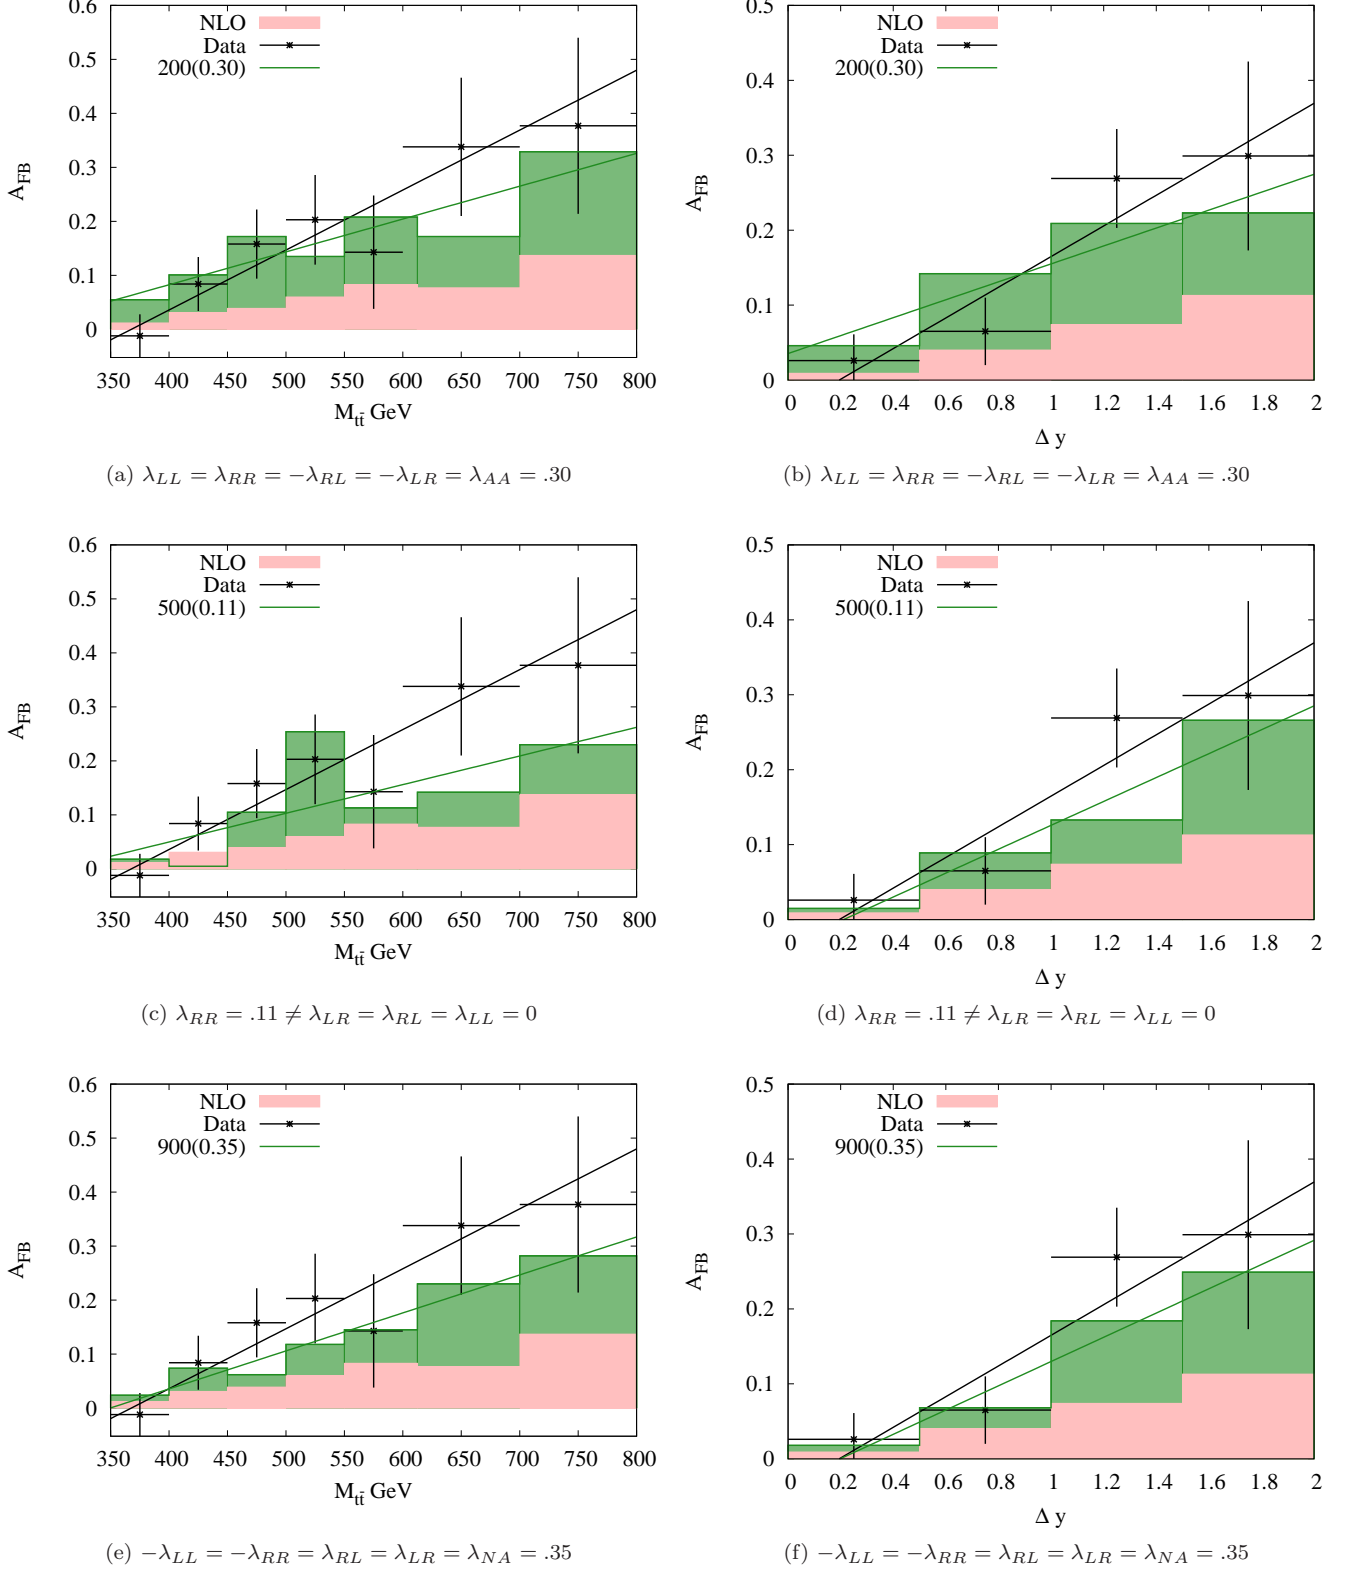 NLO
Data
200(0.30)
0.6
0.5
0.4
0.3
0.2
0.1
0
A_FB
350 400 450 500 550 600 650 700 750 800
M_tt̄ GeV
(a) λ_LL = λ_RR = −λ_RL = −λ_LR = λ_AA = .30
NLO
Data
200(0.30)
0.5
0.4
0.3
0.2
0.1
0
A_FB
0 0.2 0.4 0.6 0.8 1 1.2 1.4 1.6 1.8 2
Δ y
(b) λ_LL = λ_RR = −λ_RL = −λ_LR = λ_AA = .30
NLO
Data
500(0.11)
0.6
0.5
0.4
0.3
0.2
0.1
0
A_FB
350 400 450 500 550 600 650 700 750 800
M_tt̄ GeV
(c) λ_RR = .11 ≠ λ_LR = λ_RL = λ_LL = 0
NLO
Data
500(0.11)
0.5
0.4
0.3
0.2
0.1
0
A_FB
0 0.2 0.4 0.6 0.8 1 1.2 1.4 1.6 1.8 2
Δ y
(d) λ_RR = .11 ≠ λ_LR = λ_RL = λ_LL = 0
NLO
Data
900(0.35)
0.6
0.5
0.4
0.3
0.2
0.1
0
A_FB
350 400 450 500 550 600 650 700 750 800
M_tt̄ GeV
(e) −λ_LL = −λ_RR = λ_RL = λ_LR = λ_NA = .35
NLO
Data
900(0.35)
0.5
0.4
0.3
0.2
0.1
0
A_FB
0 0.2 0.4 0.6 0.8 1 1.2 1.4 1.6 1.8 2
Δ y
(f) −λ_LL = −λ_RR = λ_RL = λ_LR = λ_NA = .35